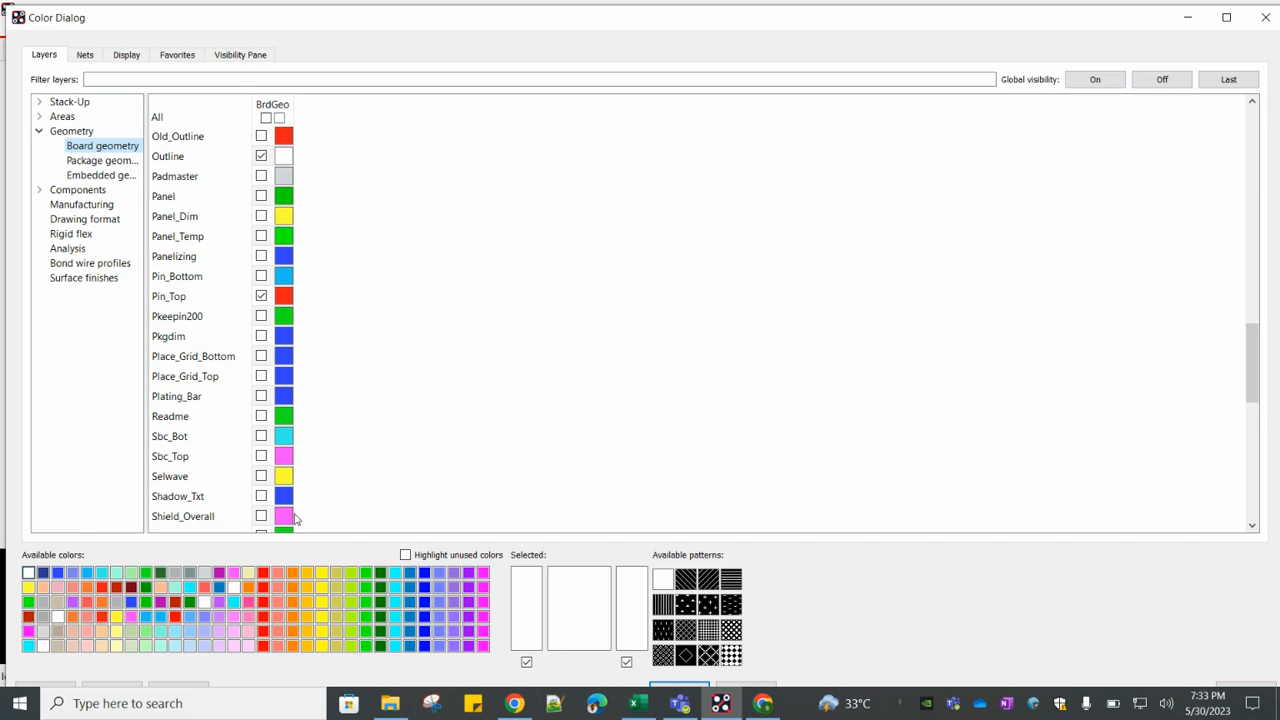 Color Dialog
Layers Nets Display Favorites Visibility Pane
Filter layers: Global visibility: On Off Last
Stack-Up
Areas
Geometry
Board geometry
Package geom...
Embedded ge...
Components
Manufacturing
Drawing format
Rigid flex
Analysis
Bond wire profiles
Surface finishes
BrdGeo
All
Old_Outline
Outline
Padmaster
Panel
Panel_Dim
Panel_Temp
Panelizing
Pin_Bottom
Pin_Top
Pkeepin200
Pkgdim
Place_Grid_Bottom
Place_Grid_Top
Plating_Bar
Readme
Sbc_Bot
Sbc_Top
Selwave
Shadow_Txt
Shield_Overall
Available colors: Highlight unused colors Selected: Available patterns:
Type here to search
33°C
7:33 PM
5/30/2023